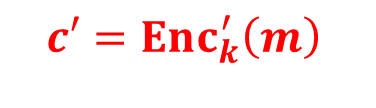 c′ = Enc′ₖ(m)